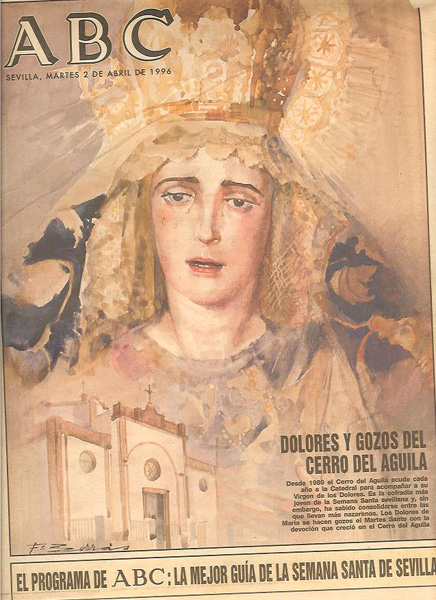 ABC
SEVILLA, MARTES 2 DE ABRIL DE 1996
DOLORES Y GOZOS DEL
CERRO DEL AGUILA
Desde 1989 el Cerro del Aguila acude cada
año a la Catedral para acompañar a su
Virgen de los Dolores. Es la cofradía más
joven de la Semana Santa sevillana y, sin
embargo, ha sabido consolidarse entre las
que llevan más nazarenos. Los Dolores de
María se hacen gozos el Martes Santo con la
devoción que creció en el Cerro del Aguila
EL PROGRAMA DE ABC: LA MEJOR GUÍA DE LA SEMANA SANTA DE SEVILLA